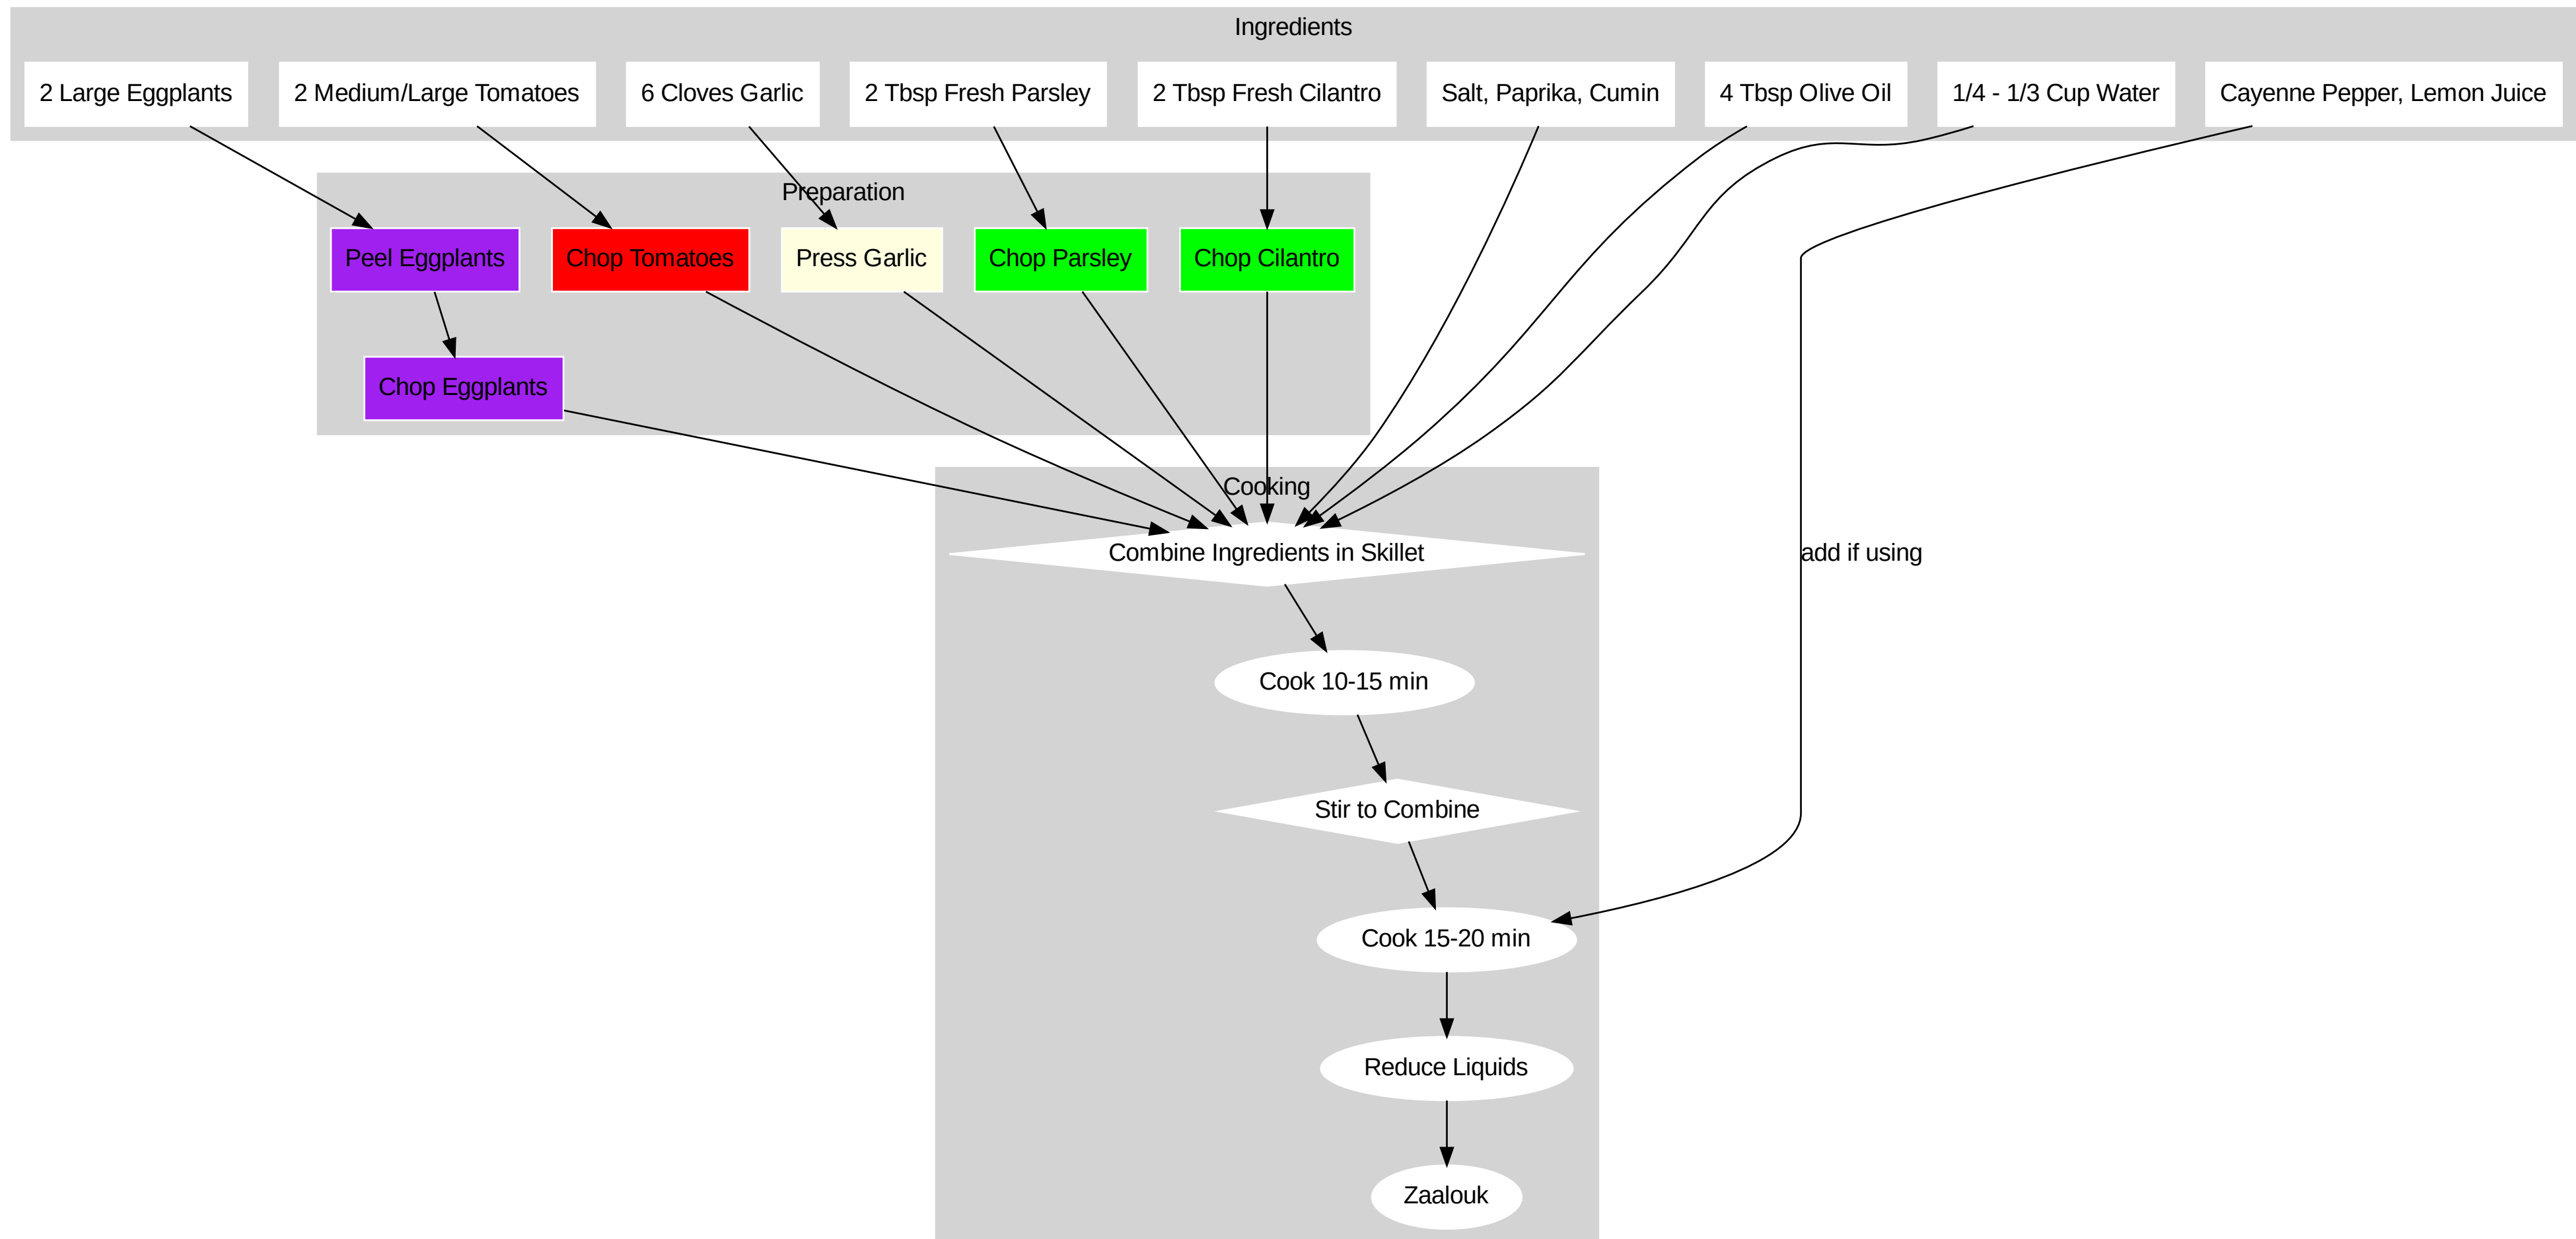 Ingredients
2 Large Eggplants
2 Medium/Large Tomatoes
6 Cloves Garlic
2 Tbsp Fresh Parsley
2 Tbsp Fresh Cilantro
Salt, Paprika, Cumin
4 Tbsp Olive Oil
1/4 - 1/3 Cup Water
Cayenne Pepper, Lemon Juice
Preparation
Peel Eggplants
Chop Tomatoes
Press Garlic
Chop Parsley
Chop Cilantro
Chop Eggplants
Cooking
Combine Ingredients in Skillet
add if using
Cook 10-15 min
Stir to Combine
Cook 15-20 min
Reduce Liquids
Zaalouk